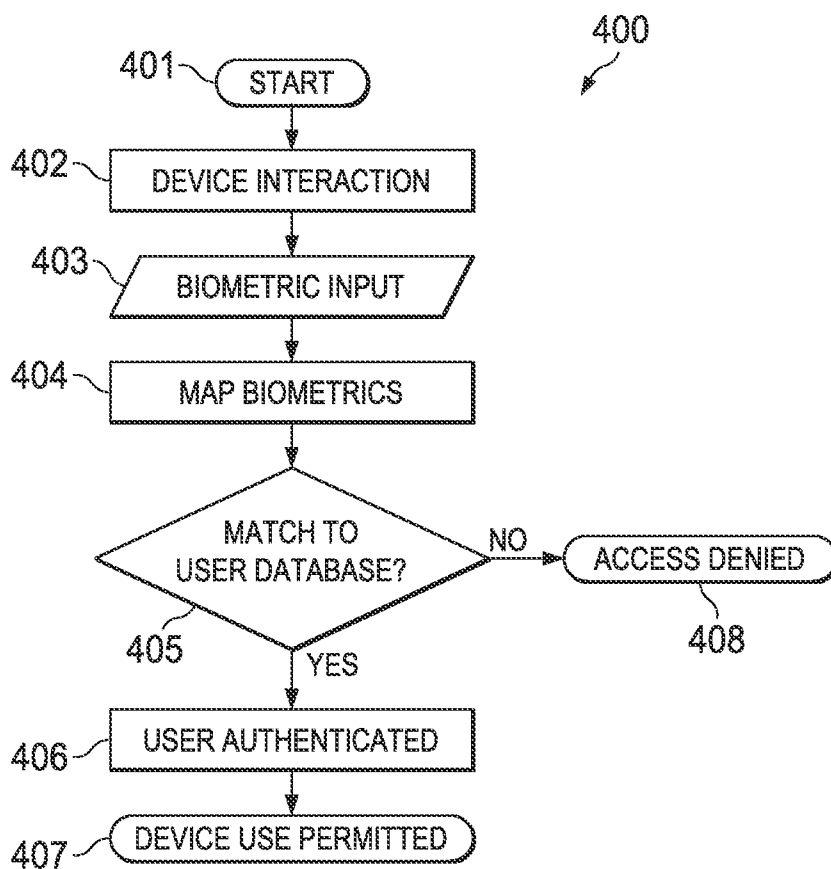 400
401
START
402
DEVICE INTERACTION
403
BIOMETRIC INPUT
404
MAP BIOMETRICS
MATCH TO
USER DATABASE?
NO
ACCESS DENIED
405
408
YES
USER AUTHENTICATED
406
DEVICE USE PERMITTED
407